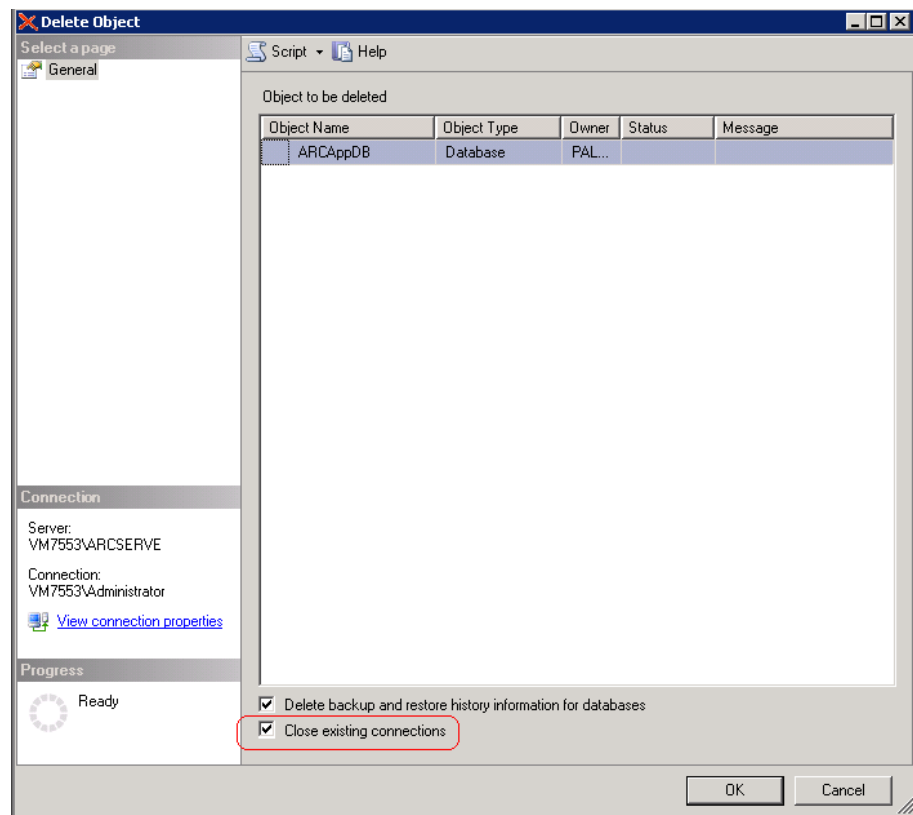 Delete Object
Select a page
General
Script Help
Object to be deleted
Object Name Object Type Owner Status Message
ARCAppDB Database PAL...
Connection
Server:
VM7553\ARCSERVE
Connection:
VM7553\Administrator
View connection properties
Progress
Ready
Delete backup and restore history information for databases
Close existing connections
OK Cancel